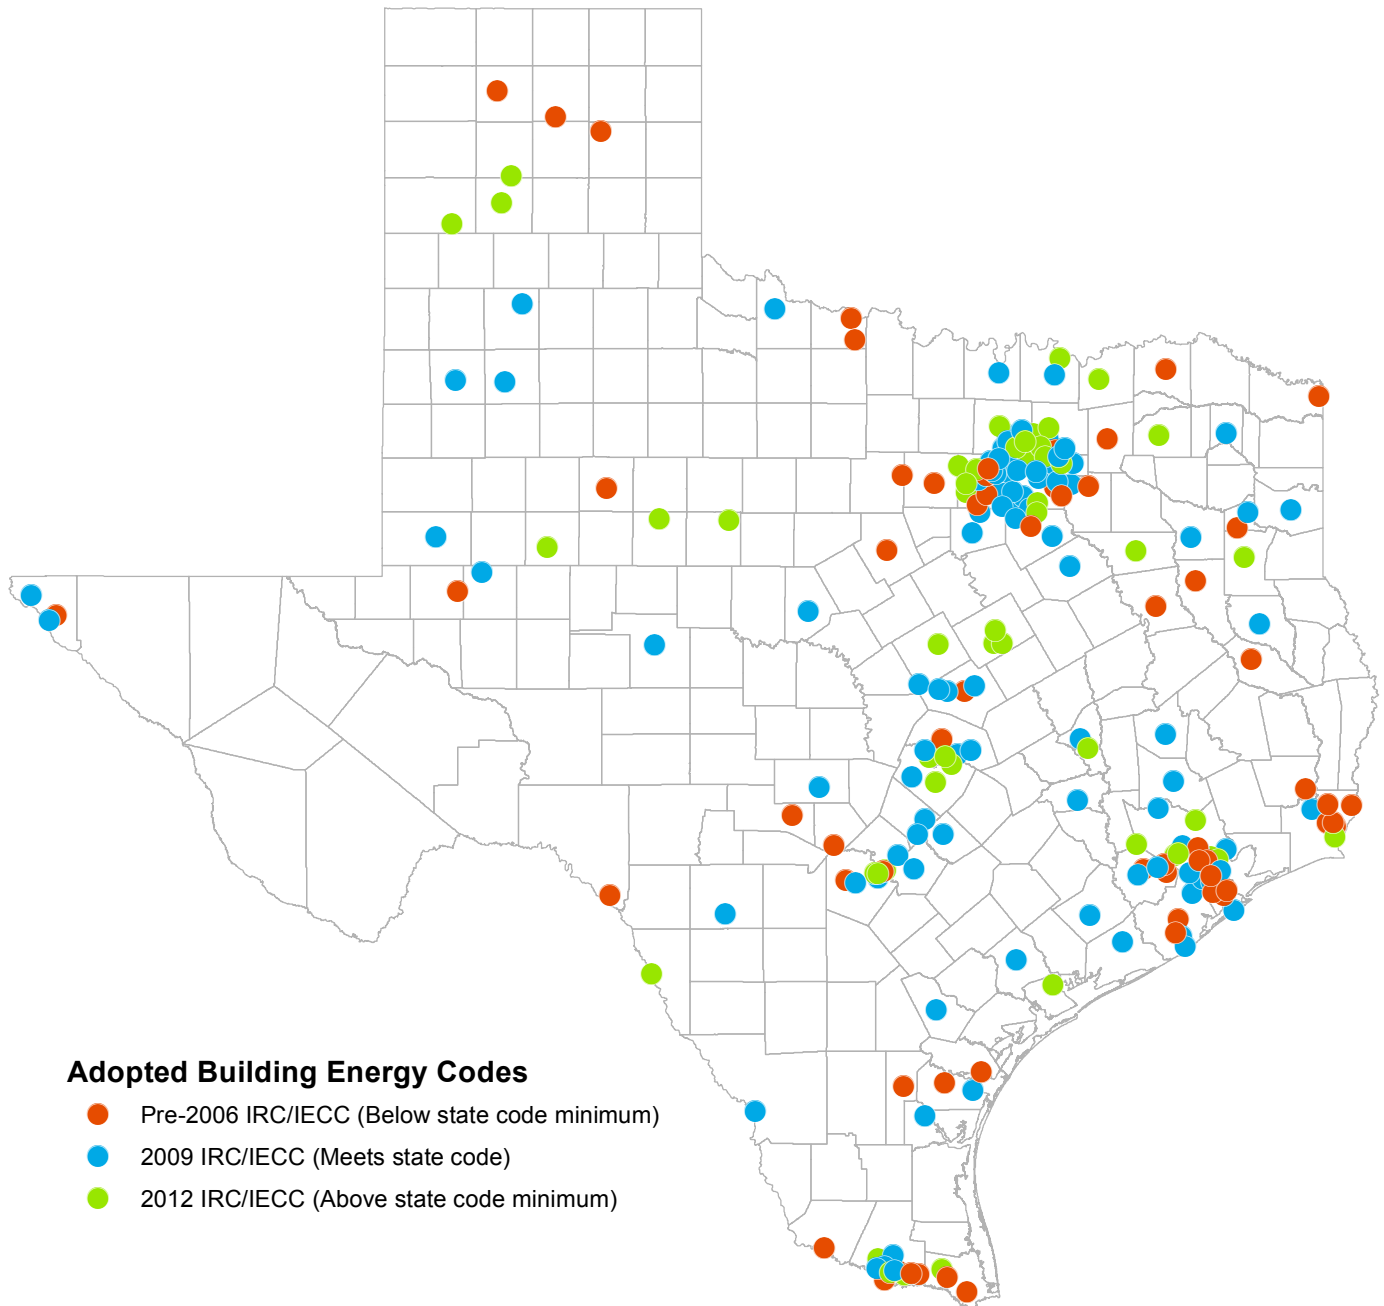 Adopted Building Energy Codes
Pre-2006 IRC/IECC (Below state code minimum)
2009 IRC/IECC (Meets state code)
2012 IRC/IECC (Above state code minimum)